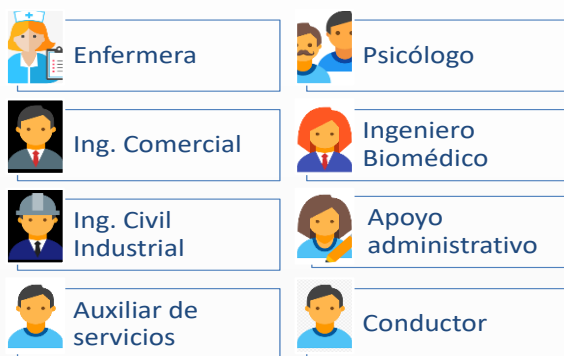 Enfermera
Psicólogo
Ing. Comercial
Ingeniero
Biomédico
Ing. Civil
Industrial
Apoyo
administrativo
Auxiliar de
servicios
Conductor